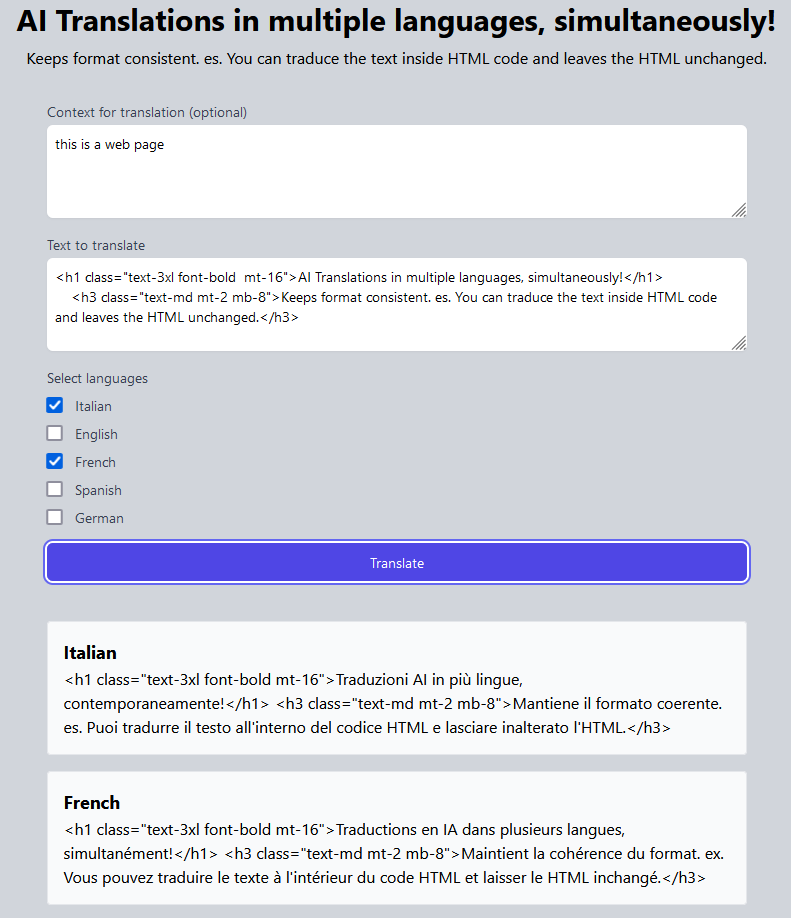 AI Translations in multiple languages, simultaneously!
Keeps format consistent. es. You can traduce the text inside HTML code and leaves the HTML unchanged.
Context for translation (optional)
this is a web page
Text to translate
<h1 class="text-3xl font-bold  mt-16">AI Translations in multiple languages, simultaneously!</h1>
    <h3 class="text-md mt-2 mb-8">Keeps format consistent. es. You can traduce the text inside HTML code
and leaves the HTML unchanged.</h3>
Select languages
Italian
English
French
Spanish
German
Translate
Italian
<h1 class="text-3xl font-bold mt-16">Traduzioni AI in più lingue,
contemporaneamente!</h1> <h3 class="text-md mt-2 mb-8">Mantiene il formato coerente.
es. Puoi tradurre il testo all'interno del codice HTML e lasciare inalterato l'HTML.</h3>
French
<h1 class="text-3xl font-bold mt-16">Traductions en IA dans plusieurs langues,
simultanément!</h1> <h3 class="text-md mt-2 mb-8">Maintient la cohérence du format. ex.
Vous pouvez traduire le texte à l'intérieur du code HTML et laisser le HTML inchangé.</h3>